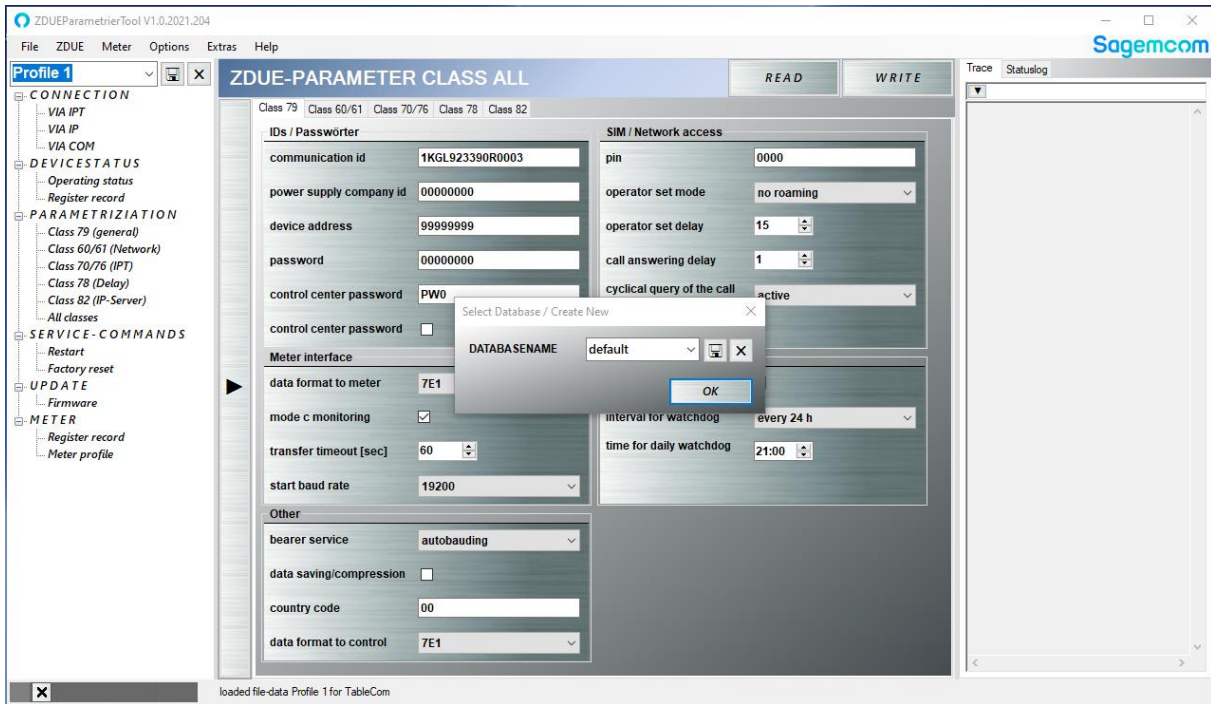 ZDUEParametrierTool V1.0.2021.204
File ZDUE Meter Options Extras Help
Sagemcom
Profile 1
CONNECTION
VIA IPT
VIA IP
VIA COM
DEVICESTATUS
Operating status
Register record
PARAMETRIZIATION
Class 79 (general)
Class 60/61 (Network)
Class 70/76 (IPT)
Class 78 (Delay)
Class 82 (IP-Server)
All classes
SERVICE-COMMANDS
Restart
Factory reset
UPDATE
Firmware
METER
Register record
Meter profile
ZDUE-PARAMETER CLASS ALL
READ WRITE
Class 79 Class 60/61 Class 70/76 Class 78 Class 82
IDs / Passwörter
communication id 1KGL923390R0003
power supply company id 00000000
device address 99999999
password 00000000
control center password PW0
control center password
Meter interface
data format to meter 7E1
mode c monitoring
transfer timeout [sec] 60
start baud rate 19200
Other
bearer service autobauding
data saving/compression
country code 00
data format to control 7E1
SIM / Network access
pin 0000
operator set mode no roaming
operator set delay 15
call answering delay 1
cyclical query of the call active
interval for watchdog every 24 h
time for daily watchdog 21:00
Select Database / Create New
DATABASENAME default
OK
Trace Statuslog
loaded file-data Profile 1 for TableCom